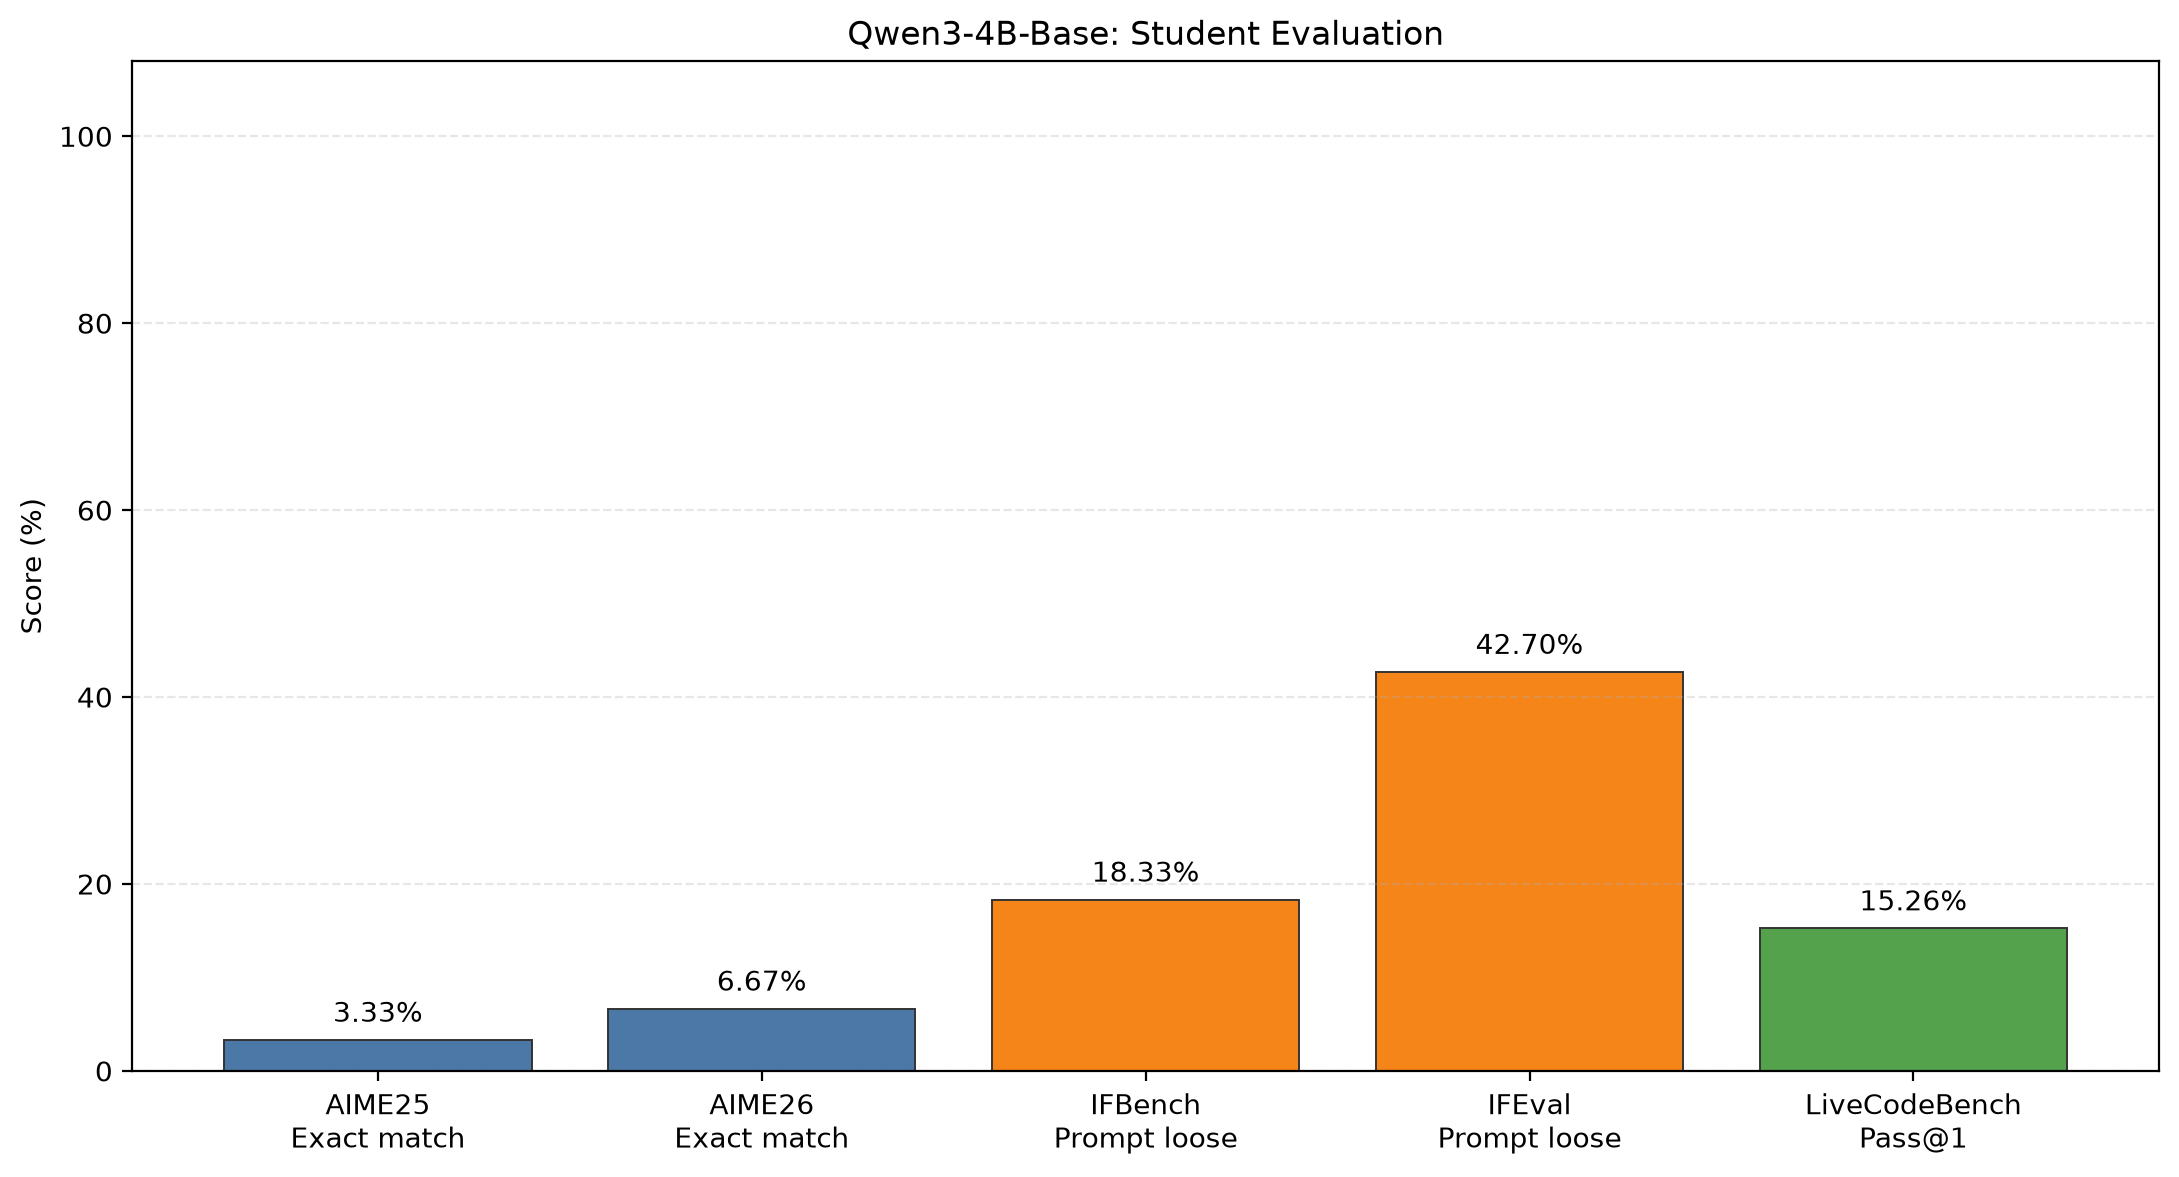 Qwen3-4B-Base: Student Evaluation
Score (%)
100
80
60
40
20
0
3.33%
6.67%
18.33%
42.70%
15.26%
AIME25
Exact match
AIME26
Exact match
IFBench
Prompt loose
IFEval
Prompt loose
LiveCodeBench
Pass@1